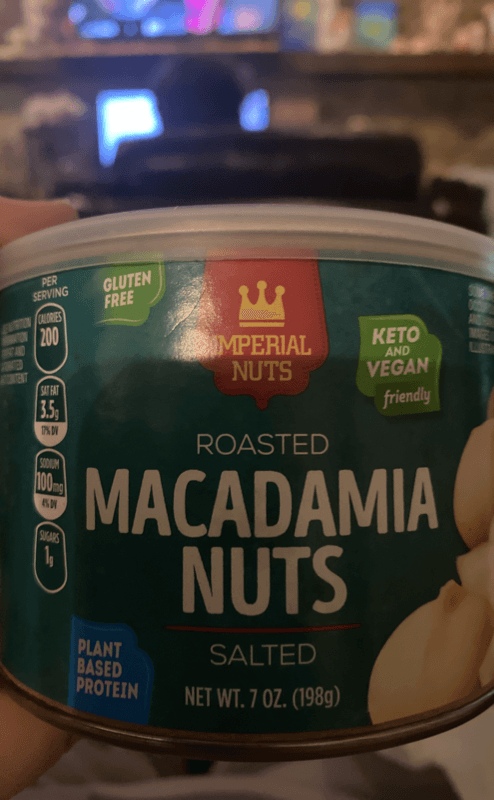 PER
SERVING
CALORIES
200
SAT FAT
3.5g
17% DV
SODIUM
100mg
4% DV
SUGARS
1g
GLUTEN
FREE
IMPERIAL
NUTS
KETO
AND
VEGAN
friendly
ROASTED
MACADAMIA
NUTS
SALTED
PLANT
BASED
PROTEIN
NET WT. 7 OZ. (198g)